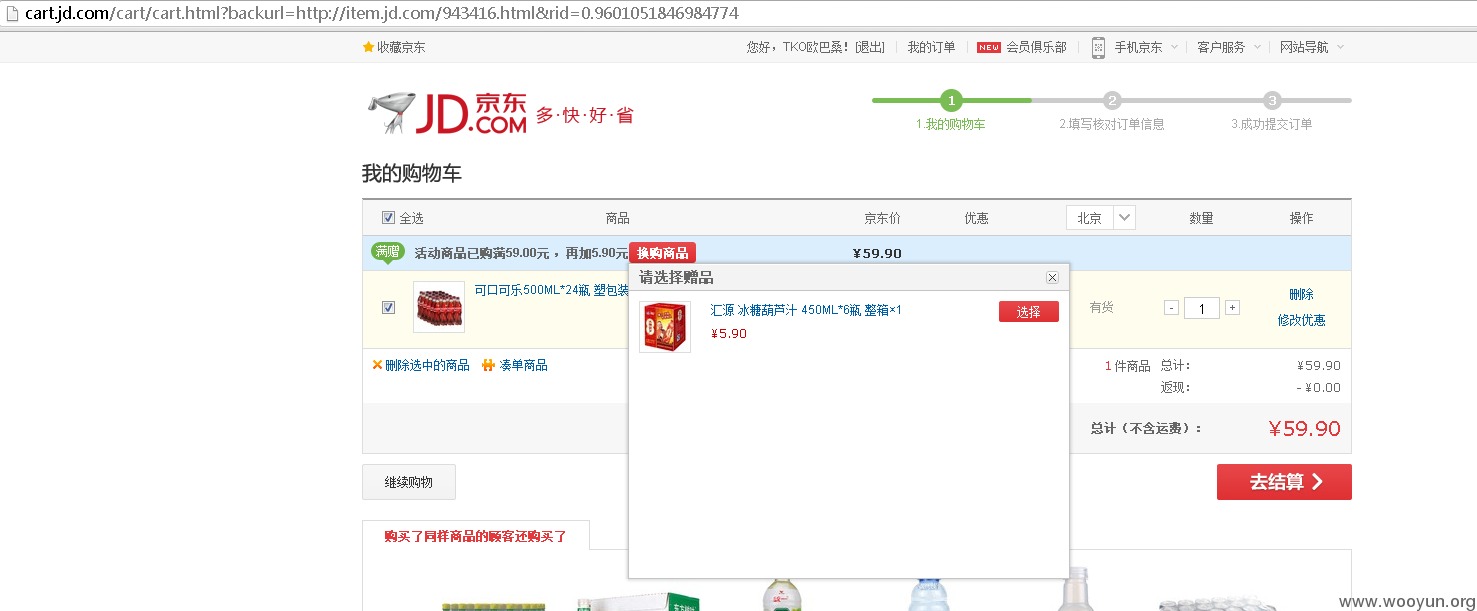 cart.jd.com/cart/cart.html?backurl=http://item.jd.com/943416.html&rid=0.9601051846984774
收藏京东
您好，TKO欧巴桑！[退出] 我的订单 NEW 会员俱乐部 手机京东 客户服务 网站导航
JD.COM 京东 多·快·好·省
1 2 3
1.我的购物车 2.填写核对订单信息 3.成功提交订单
我的购物车
全选 商品 京东价 优惠 北京 数量 操作
满赠 活动商品已购满59.00元 ，再加5.90元 换购商品 ¥59.90
请选择赠品
可口可乐500ML*24瓶 塑包装
汇源 冰糖葫芦汁 450ML*6瓶 整箱×1 选择
¥5.90
有货 - 1 + 删除
修改优惠
删除选中的商品 凑单商品 1 件商品 总计： ¥59.90
返现： - ¥0.00
总计（不含运费）： ¥59.90
继续购物 去结算
购买了同样商品的顾客还购买了
www.wooyun.org